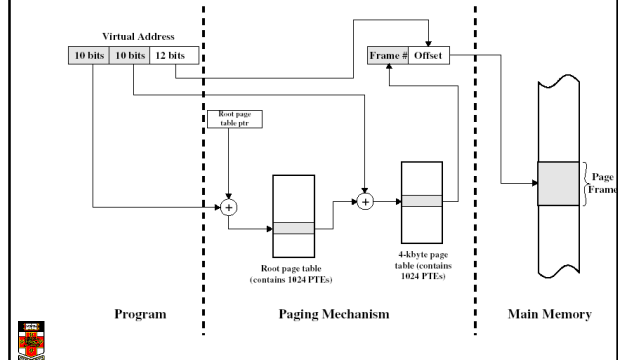 Virtual Address
10 bits 10 bits 12 bits
Frame # Offset
Root page
table ptr
+
+
Page
Frame
Root page table
(contains 1024 PTEs)
4-kbyte page
table (contains
1024 PTEs)
Program
Paging Mechanism
Main Memory